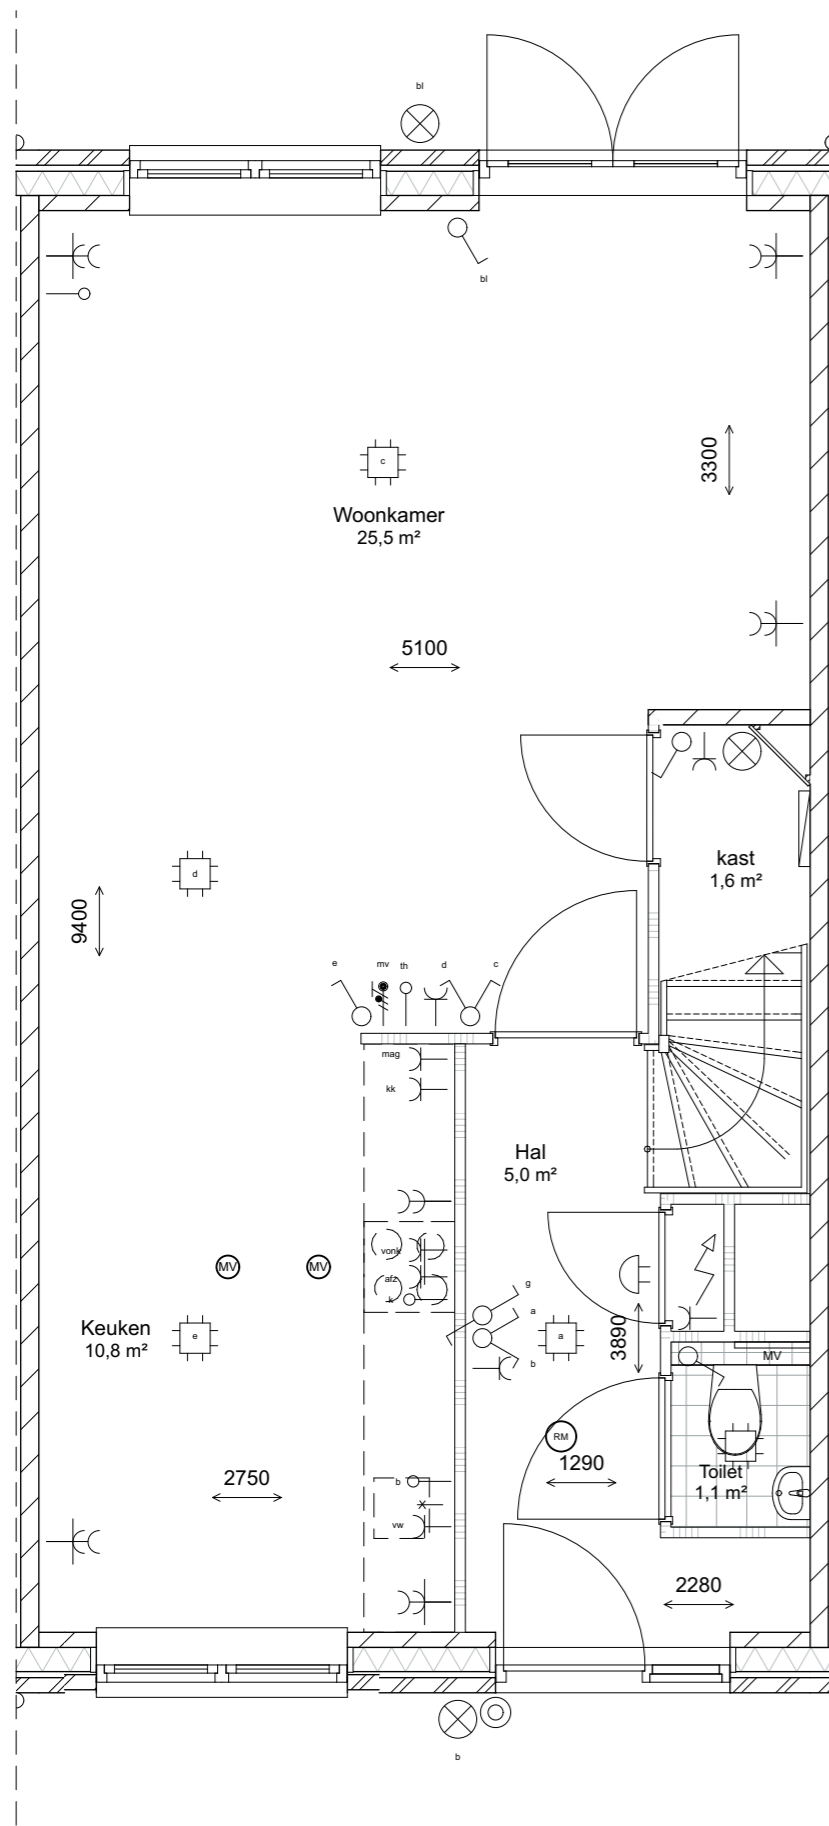 bl
bl
c
Woonkamer
25,5 m²
3300
5100
kast
1,6 m²
d
9400
e
mv
th
d
c
mag
kk
Hal
5,0 m²
vonk
MV
MV
afz
k
g
a
b
Keuken
10,8 m²
e
a
3890
MV
RM
Toilet
1,1 m²
2750
1290
b
vw
2280
b